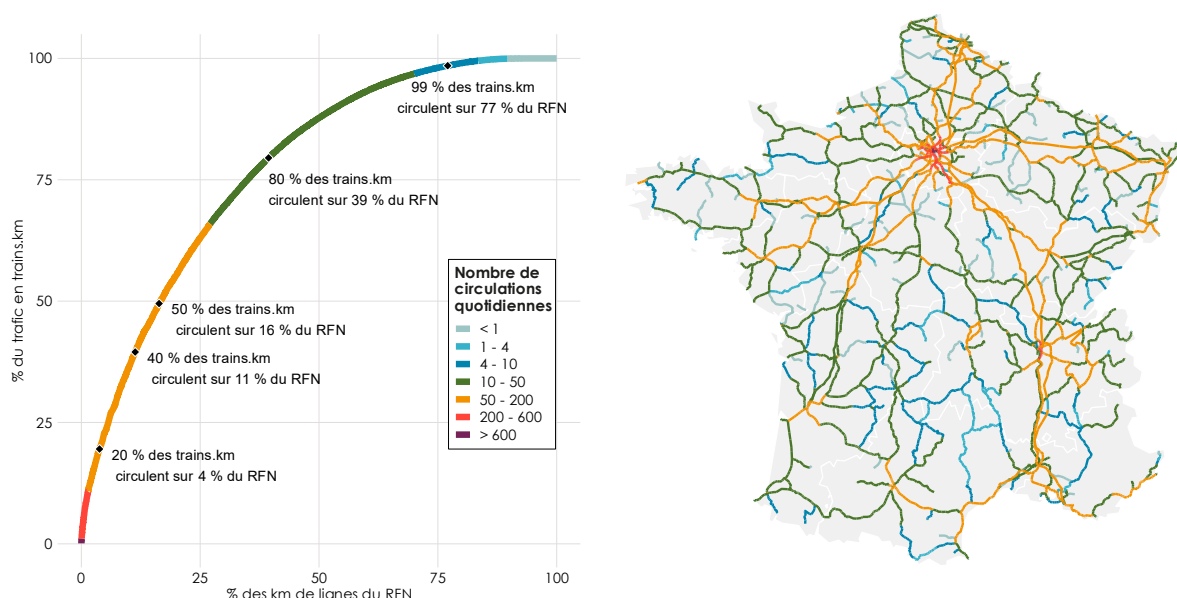 100
99 % des trains.km
circulent sur 77 % du RFN
80 % des trains.km
circulent sur 39 % du RFN
75
% du trafic en trains.km
50
50 % des trains.km
circulent sur 16 % du RFN
40 % des trains.km
circulent sur 11 % du RFN
Nombre de
circulations
quotidiennes
< 1
1 - 4
4 - 10
10 - 50
50 - 200
200 - 600
> 600
25
20 % des trains.km
circulent sur 4 % du RFN
0
0
25
50
75
100
% des km de lignes du RFN